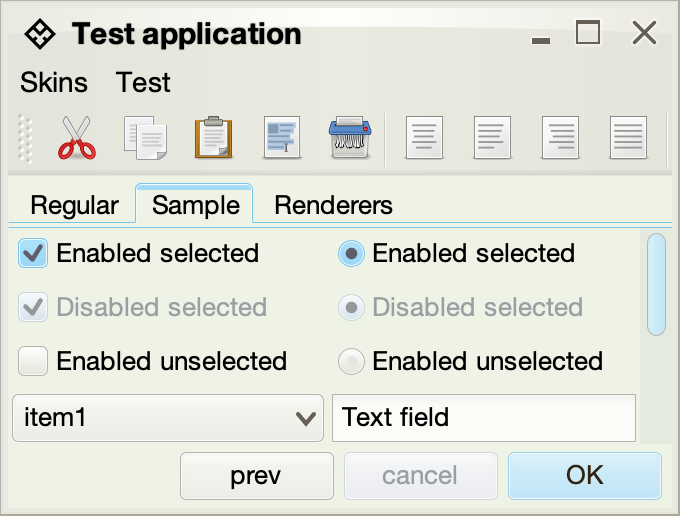 Test application
Skins Test
Regular Sample Renderers
Enabled selected Enabled selected
Disabled selected Disabled selected
Enabled unselected Enabled unselected
item1 Text field
prev cancel OK